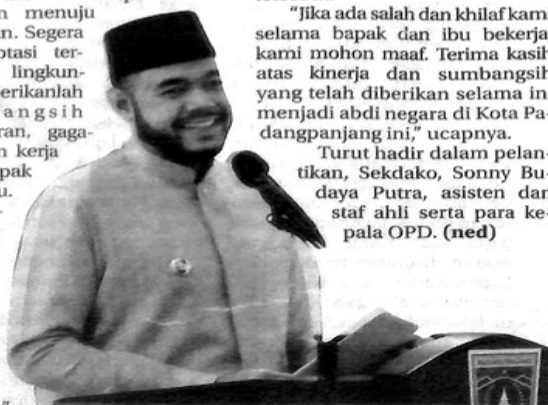 n menuju
n. Segera
ptasi ter-
lingkun-
erikanlah
angsih
ran, gaga-
n kerja
pak
u.
"Jika ada salah dan khilaf kami
selama bapak dan ibu bekerja
kami mohon maaf. Terima kasih
atas kinerja dan sumbangsih
yang telah diberikan selama in
menjadi abdi negara di Kota Pa-
dangpanjang ini," ucapnya.
Turut hadir dalam pelan-
tikan, Sekdako, Sonny Bu-
daya Putra, asisten dan
staf ahli serta para ke-
pala OPD. (ned)